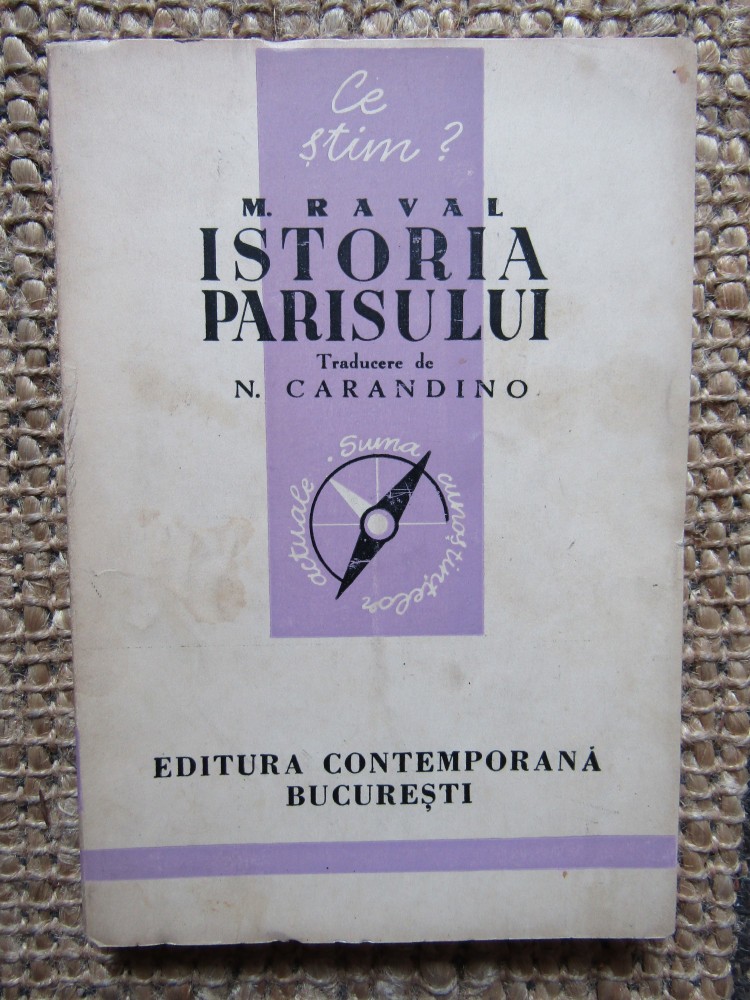 Ce
știm?
M. RAVAL
ISTORIA
PARISULUI
Traducere de
N. CARANDINO
Suma cunoștințelor actuale.
EDITURA CONTEMPORANĂ
BUCUREȘTI